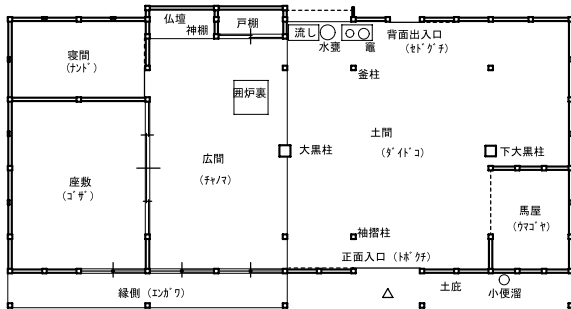 仏壇
神棚
戸棚
流し
水甕
竈
背面出入口
(ｾﾄﾞｸﾞﾁ)
寝間
(ﾅﾝﾄﾞ)
釜柱
囲炉裏
土間
(ﾀﾞｲﾄﾞｺ)
大黒柱
下大黒柱
広間
(ﾁｬﾉﾏ)
座敷
(ｺﾞｻﾞ)
馬屋
(ｳﾏｺﾞﾔ)
袖摺柱
正面入口 (ﾄﾎﾞｸﾁ)
縁側 (ｴﾝｶﾞﾜ)
土庇
小便溜